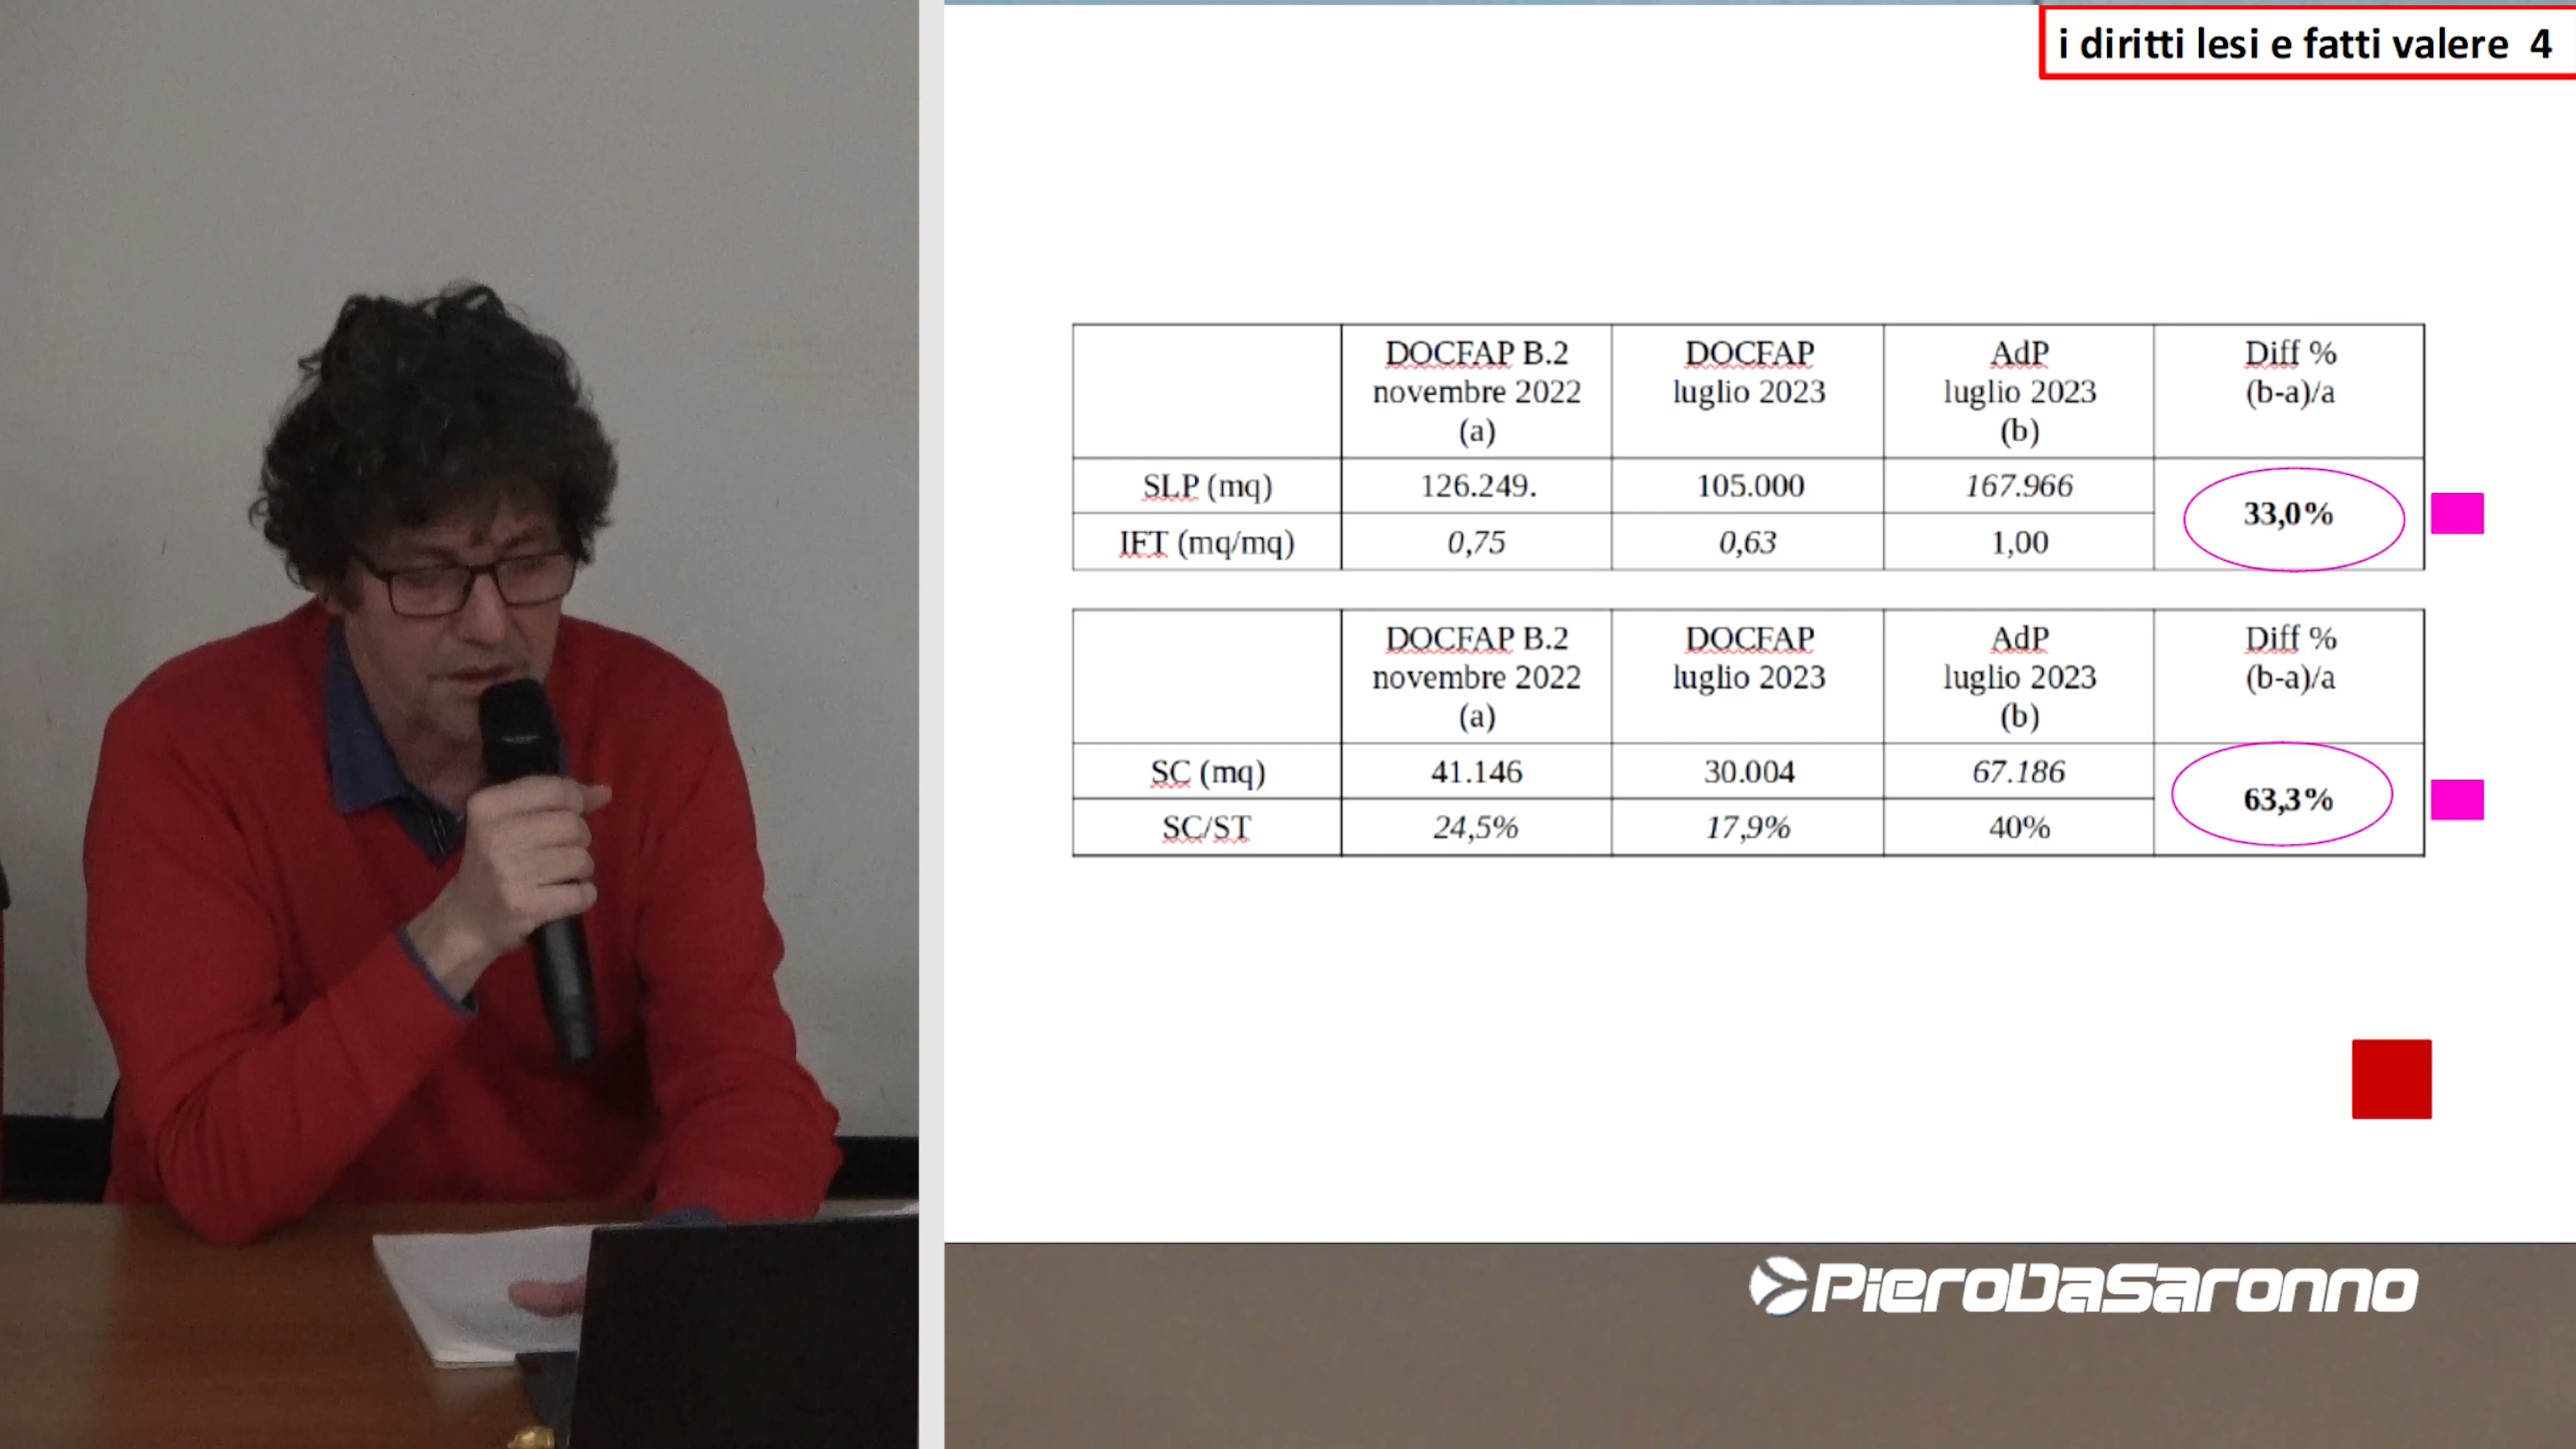 i diritti lesi e fatti valere 4
DOCFAP B.2 novembre 2022 (a) DOCFAP luglio 2023 AdP luglio 2023 (b) Diff % (b-a)/a
SLP (mq) 126.249. 105.000 167.966 33,0%
IFT (mq/mq) 0,75 0,63 1,00
DOCFAP B.2 novembre 2022 (a) DOCFAP luglio 2023 AdP luglio 2023 (b) Diff % (b-a)/a
SC (mq) 41.146 30.004 67.186 63,3%
SC/ST 24,5% 17,9% 40%
PieroDaSaronno